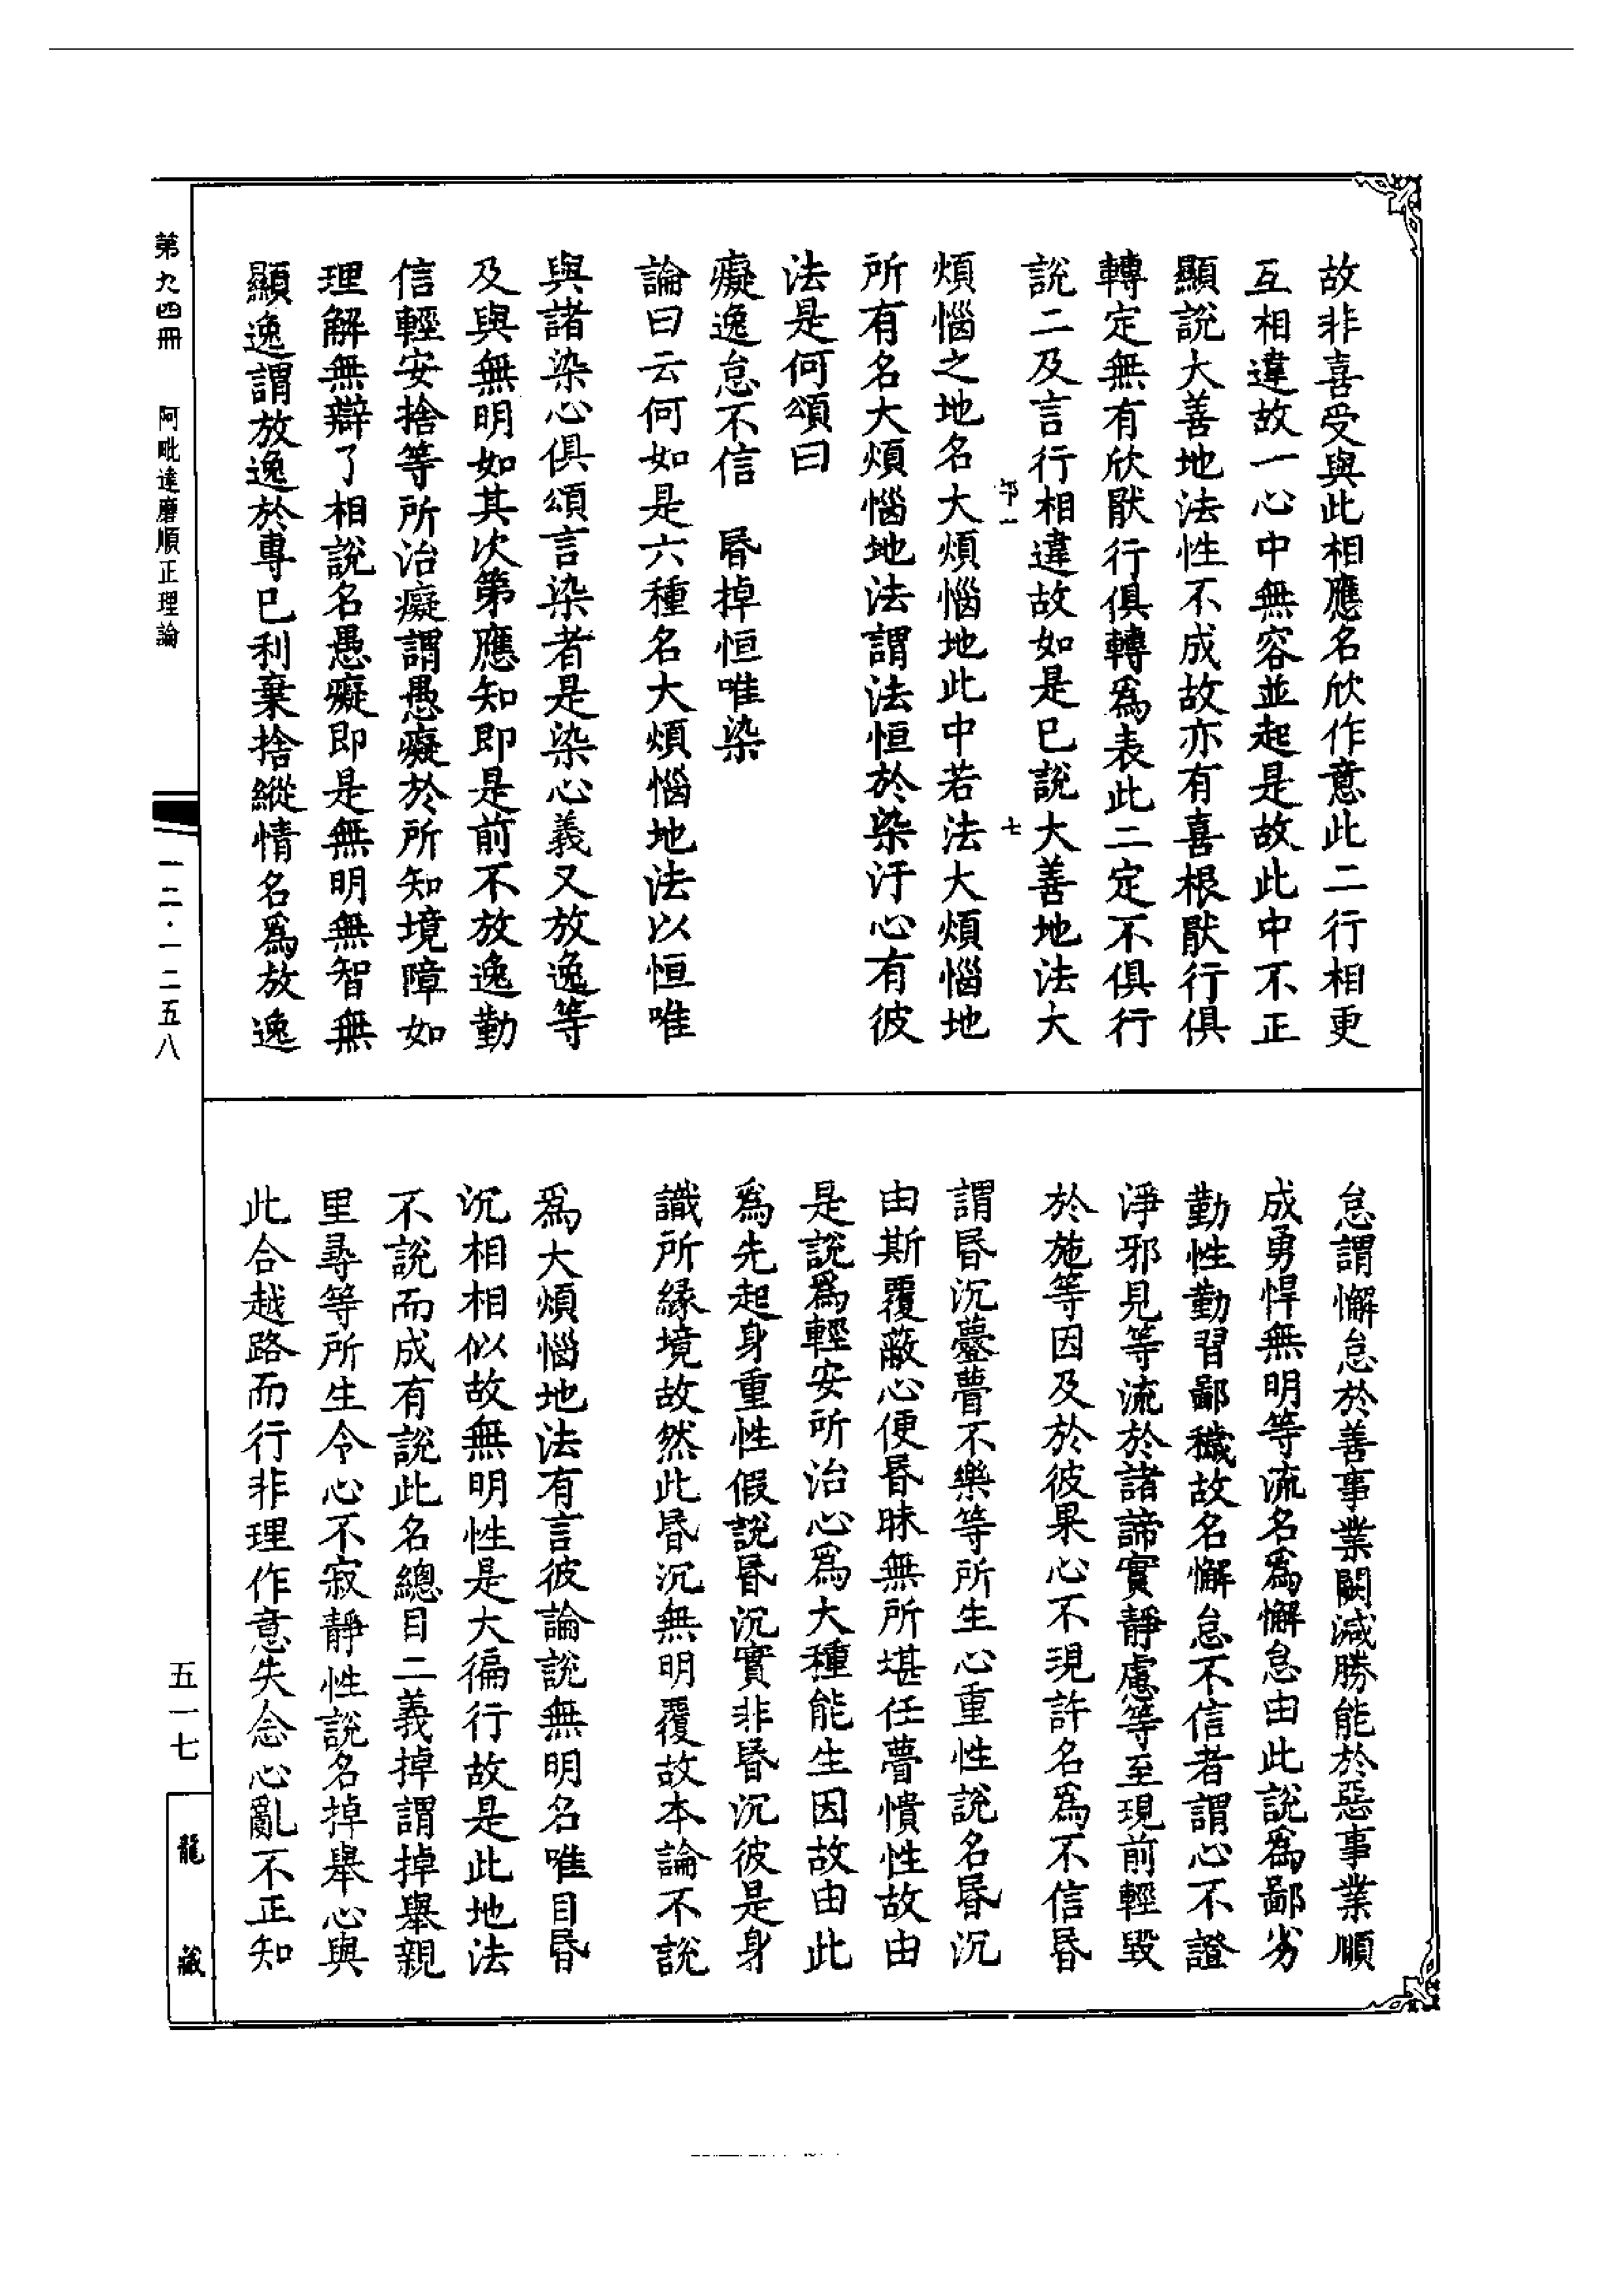 故非喜受與此相應名欣作意此二行相更
互相違故一心中無容並起是故此中不正
顯說大善地法性不成故亦有喜根厭行俱
轉定無有欣厭行俱轉爲表此二定不俱行
說二及言行相違故如是已說大善地法大
七
煩惱之地名大煩惱地此中若法大煩惱地
所有名大煩惱地法謂法恒於染汙心有彼
法是何頌曰
癡逸怠不信　惛掉恒唯染
論曰云何如是六種名大煩惱地法以恒唯
與諸染心俱頌言染者是染心義又放逸等
及與無明如其次第應知即是前不放逸勤
信輕安捨等所治癡謂愚癡於所知境障如
理解無辯了相說名愚癡即是無明無智無
顯逸謂放逸於專已利棄捨縱情名爲放逸
怠謂懈怠於善事業闕減勝能於惡事業順
成勇悍無明等流名爲懈怠由此說爲鄙劣
勤性勤習鄙穢故名懈怠不信者謂心不證
淨邪見等流於諸諦實靜慮等至現前輕毀
於施等因及於彼果心不現許名爲不信惛
謂惛沉𧄼瞢不樂等所生心重性說名惛沉
由斯覆蔽心便惛昧無所堪任瞢憒性故由
是說爲輕安所治心爲大種能生因故由此
爲先起身重性假說惛沉實非惛沉彼是身
識所緣境故然此惛沉無明覆故本論不說
爲大煩惱地法有言彼論說無明名唯目惛
沉相相似故無明性是大徧行故是此地法
不說而成有說此名總目二義掉謂掉舉親
里尋等所生令心不寂靜性說名掉舉心與
此合越路而行非理作意失念心亂不正知
第九四冊　阿毗達磨順正理論
一二·一二五八
五一七
龍藏